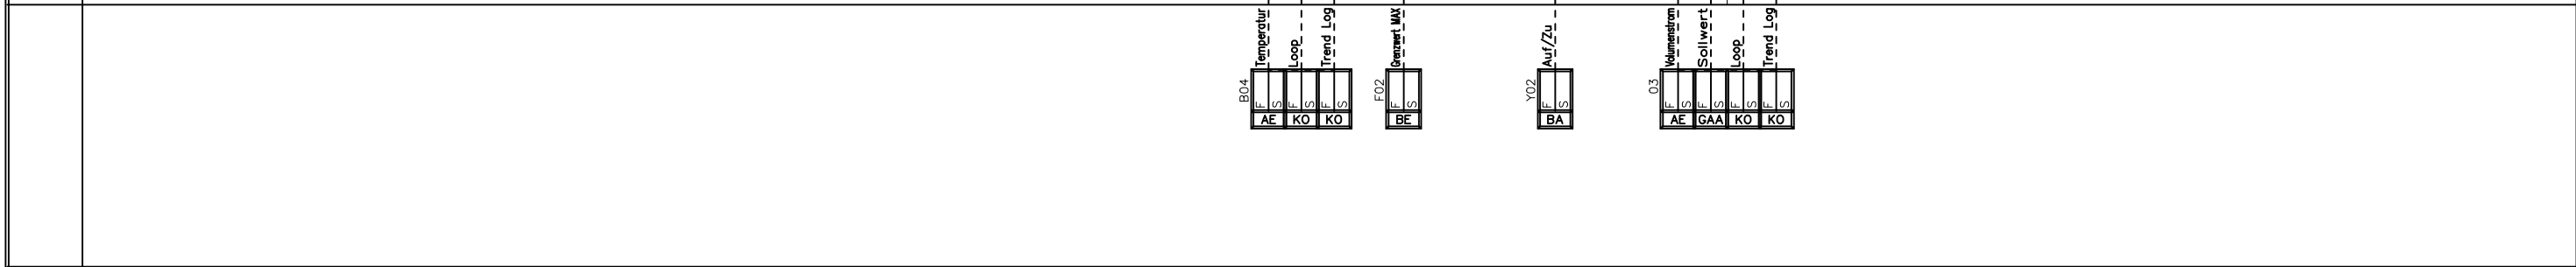 Temperatur
Loop
Trend Log
Grenzwert MAX
Auf/Zu
Volumenstrom
Sollwert
Loop
Trend Log
B04
F S F S F S
AE KO KO
F02
F S
BE
Y02
F S
BA
03
F S F S F S F S
AE GAA KO KO